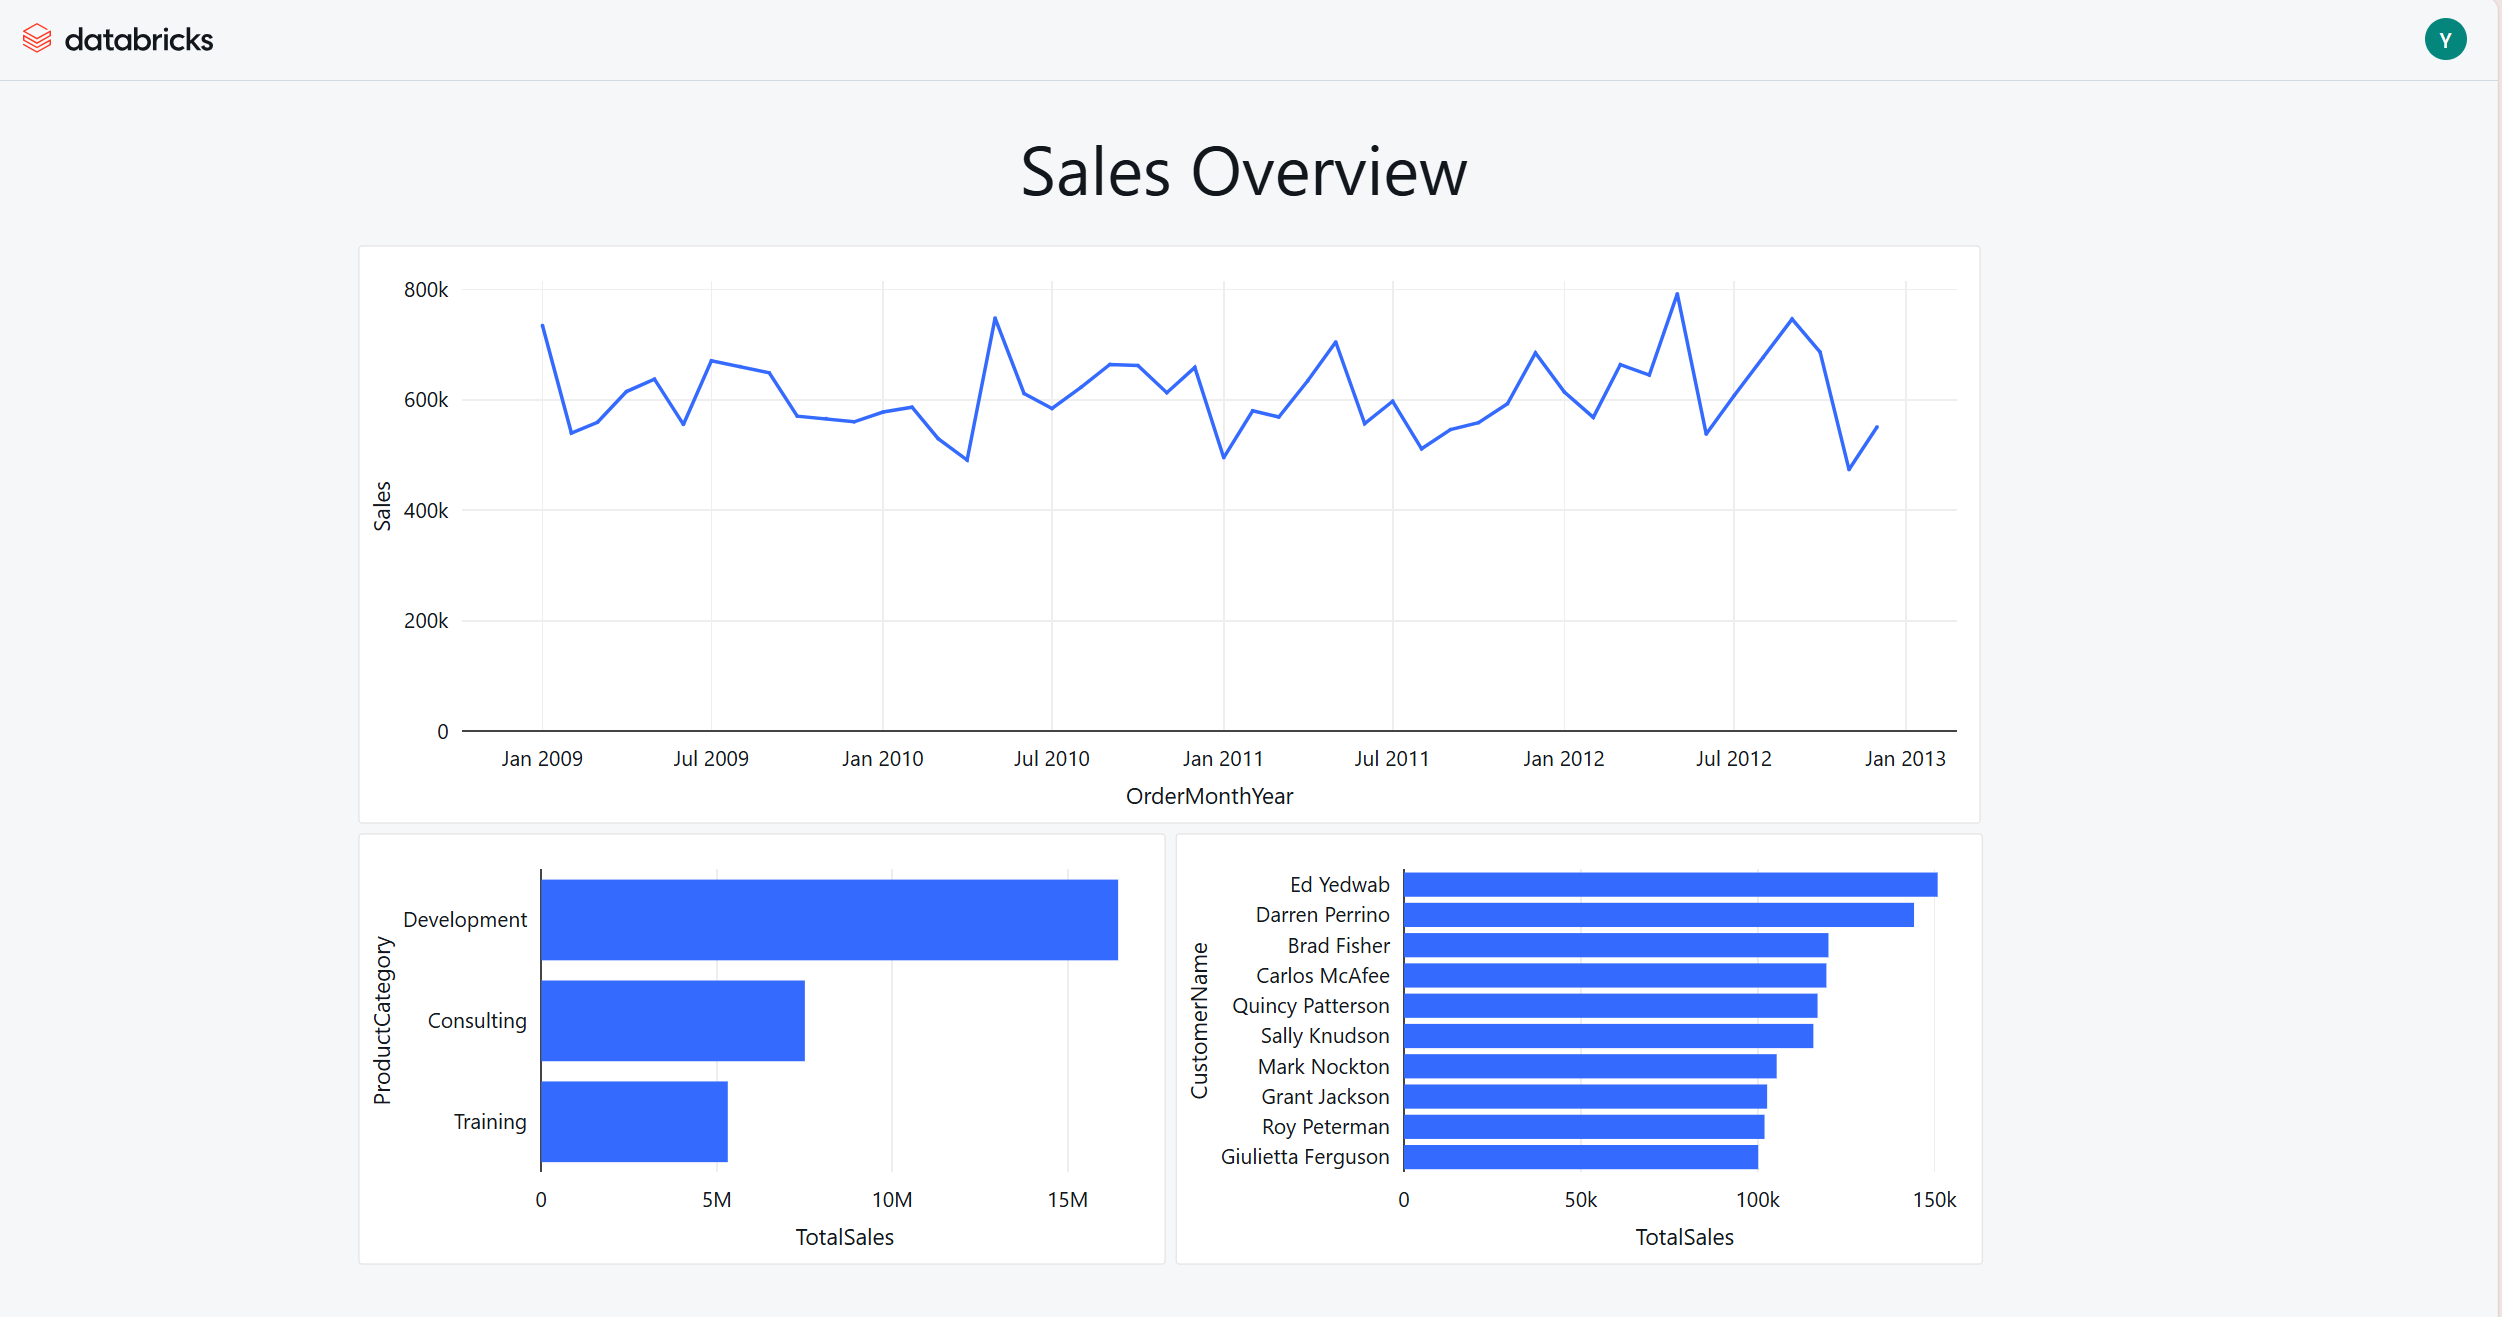 databricks
Y
Sales Overview
Sales
800k
600k
400k
200k
0
Jan 2009 Jul 2009 Jan 2010 Jul 2010 Jan 2011 Jul 2011 Jan 2012 Jul 2012 Jan 2013
OrderMonthYear
ProductCategory
Development
Consulting
Training
0 5M 10M 15M
TotalSales
CustomerName
Ed Yedwab
Darren Perrino
Brad Fisher
Carlos McAfee
Quincy Patterson
Sally Knudson
Mark Nockton
Grant Jackson
Roy Peterman
Giulietta Ferguson
0 50k 100k 150k
TotalSales